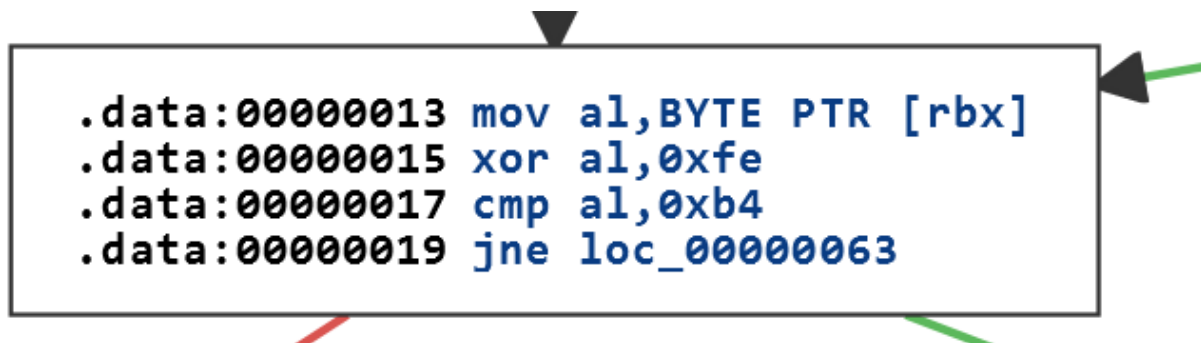 .data:00000013 mov al,BYTE PTR [rbx]
.data:00000015 xor al,0xfe
.data:00000017 cmp al,0xb4
.data:00000019 jne loc_00000063